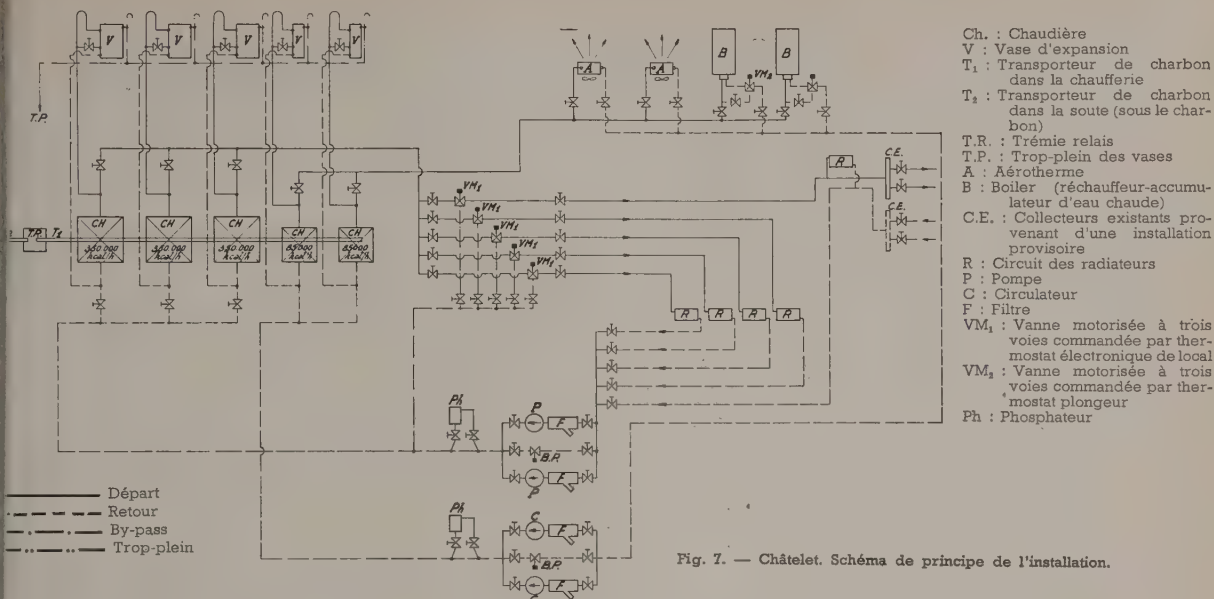 V V V V V
T.P.
A A B B
VM₂
C.E.
R
C.E.
VM₁
VM₁
VM₁
VM₁
VM₁
CH CH CH CH CH
T.R. T₁
350.000 kcal/h
350.000 kcal/h
350.000 kcal/h
85000 kcal/h
85000 kcal/h
R R R R
Ph
P F
B.P.
P F
Ph
C F
B.P.
F
Départ
Retour
By-pass
Trop-plein
Ch. : Chaudière
V : Vase d'expansion
T₁ : Transporteur de charbon
dans la chaufferie
T₂ : Transporteur de charbon
dans la soute (sous le char-
bon)
T.R. : Trémie relais
T.P. : Trop-plein des vases
A : Aérotherme
B : Boiler (réchauffeur-accumu-
lateur d'eau chaude)
C.E. : Collecteurs existants pro-
venant d'une installation
provisoire
R : Circuit des radiateurs
P : Pompe
C : Circulateur
F : Filtre
VM₁ : Vanne motorisée à trois
voies commandée par ther-
mostat électronique de local
VM₂ : Vanne motorisée à trois
voies commandée par ther-
mostat plongeur
Ph : Phosphateur
Fig. 7. — Châtelet. Schéma de principe de l'installation.